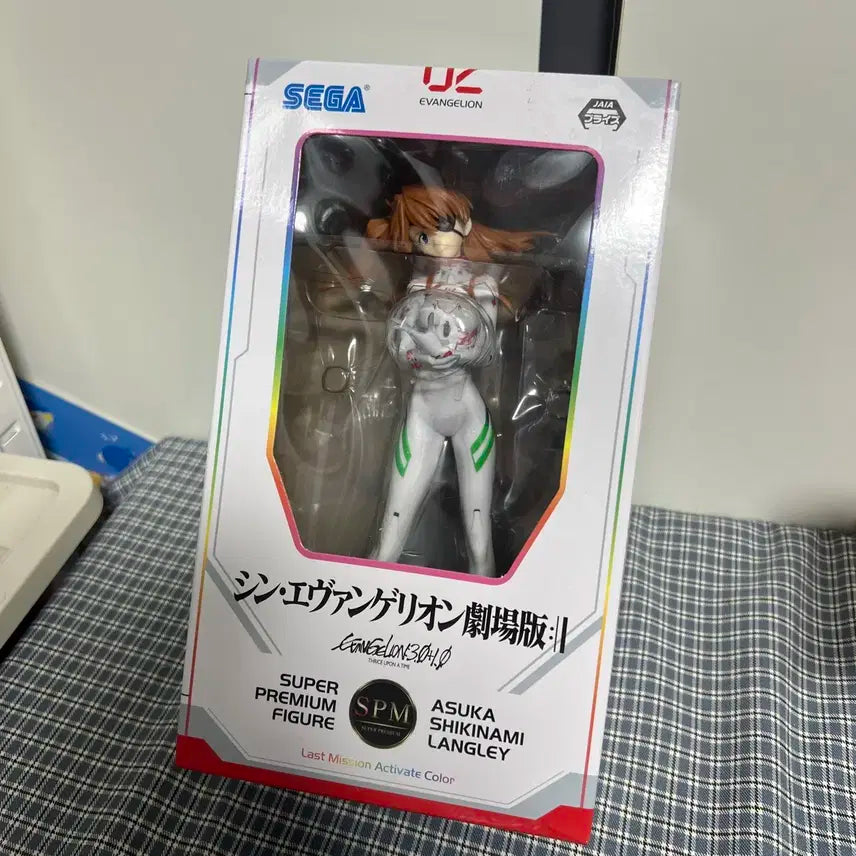 SEGA
02
EVANGELION
JAIA
プライズ
シン・エヴァンゲリオン劇場版:||
EVANGELION:3.0+1.0
THRICE UPON A TIME
SUPER
PREMIUM
FIGURE
SPM
SUPER PREMIUM
ASUKA
SHIKINAMI
LANGLEY
Last Mission Activate Color